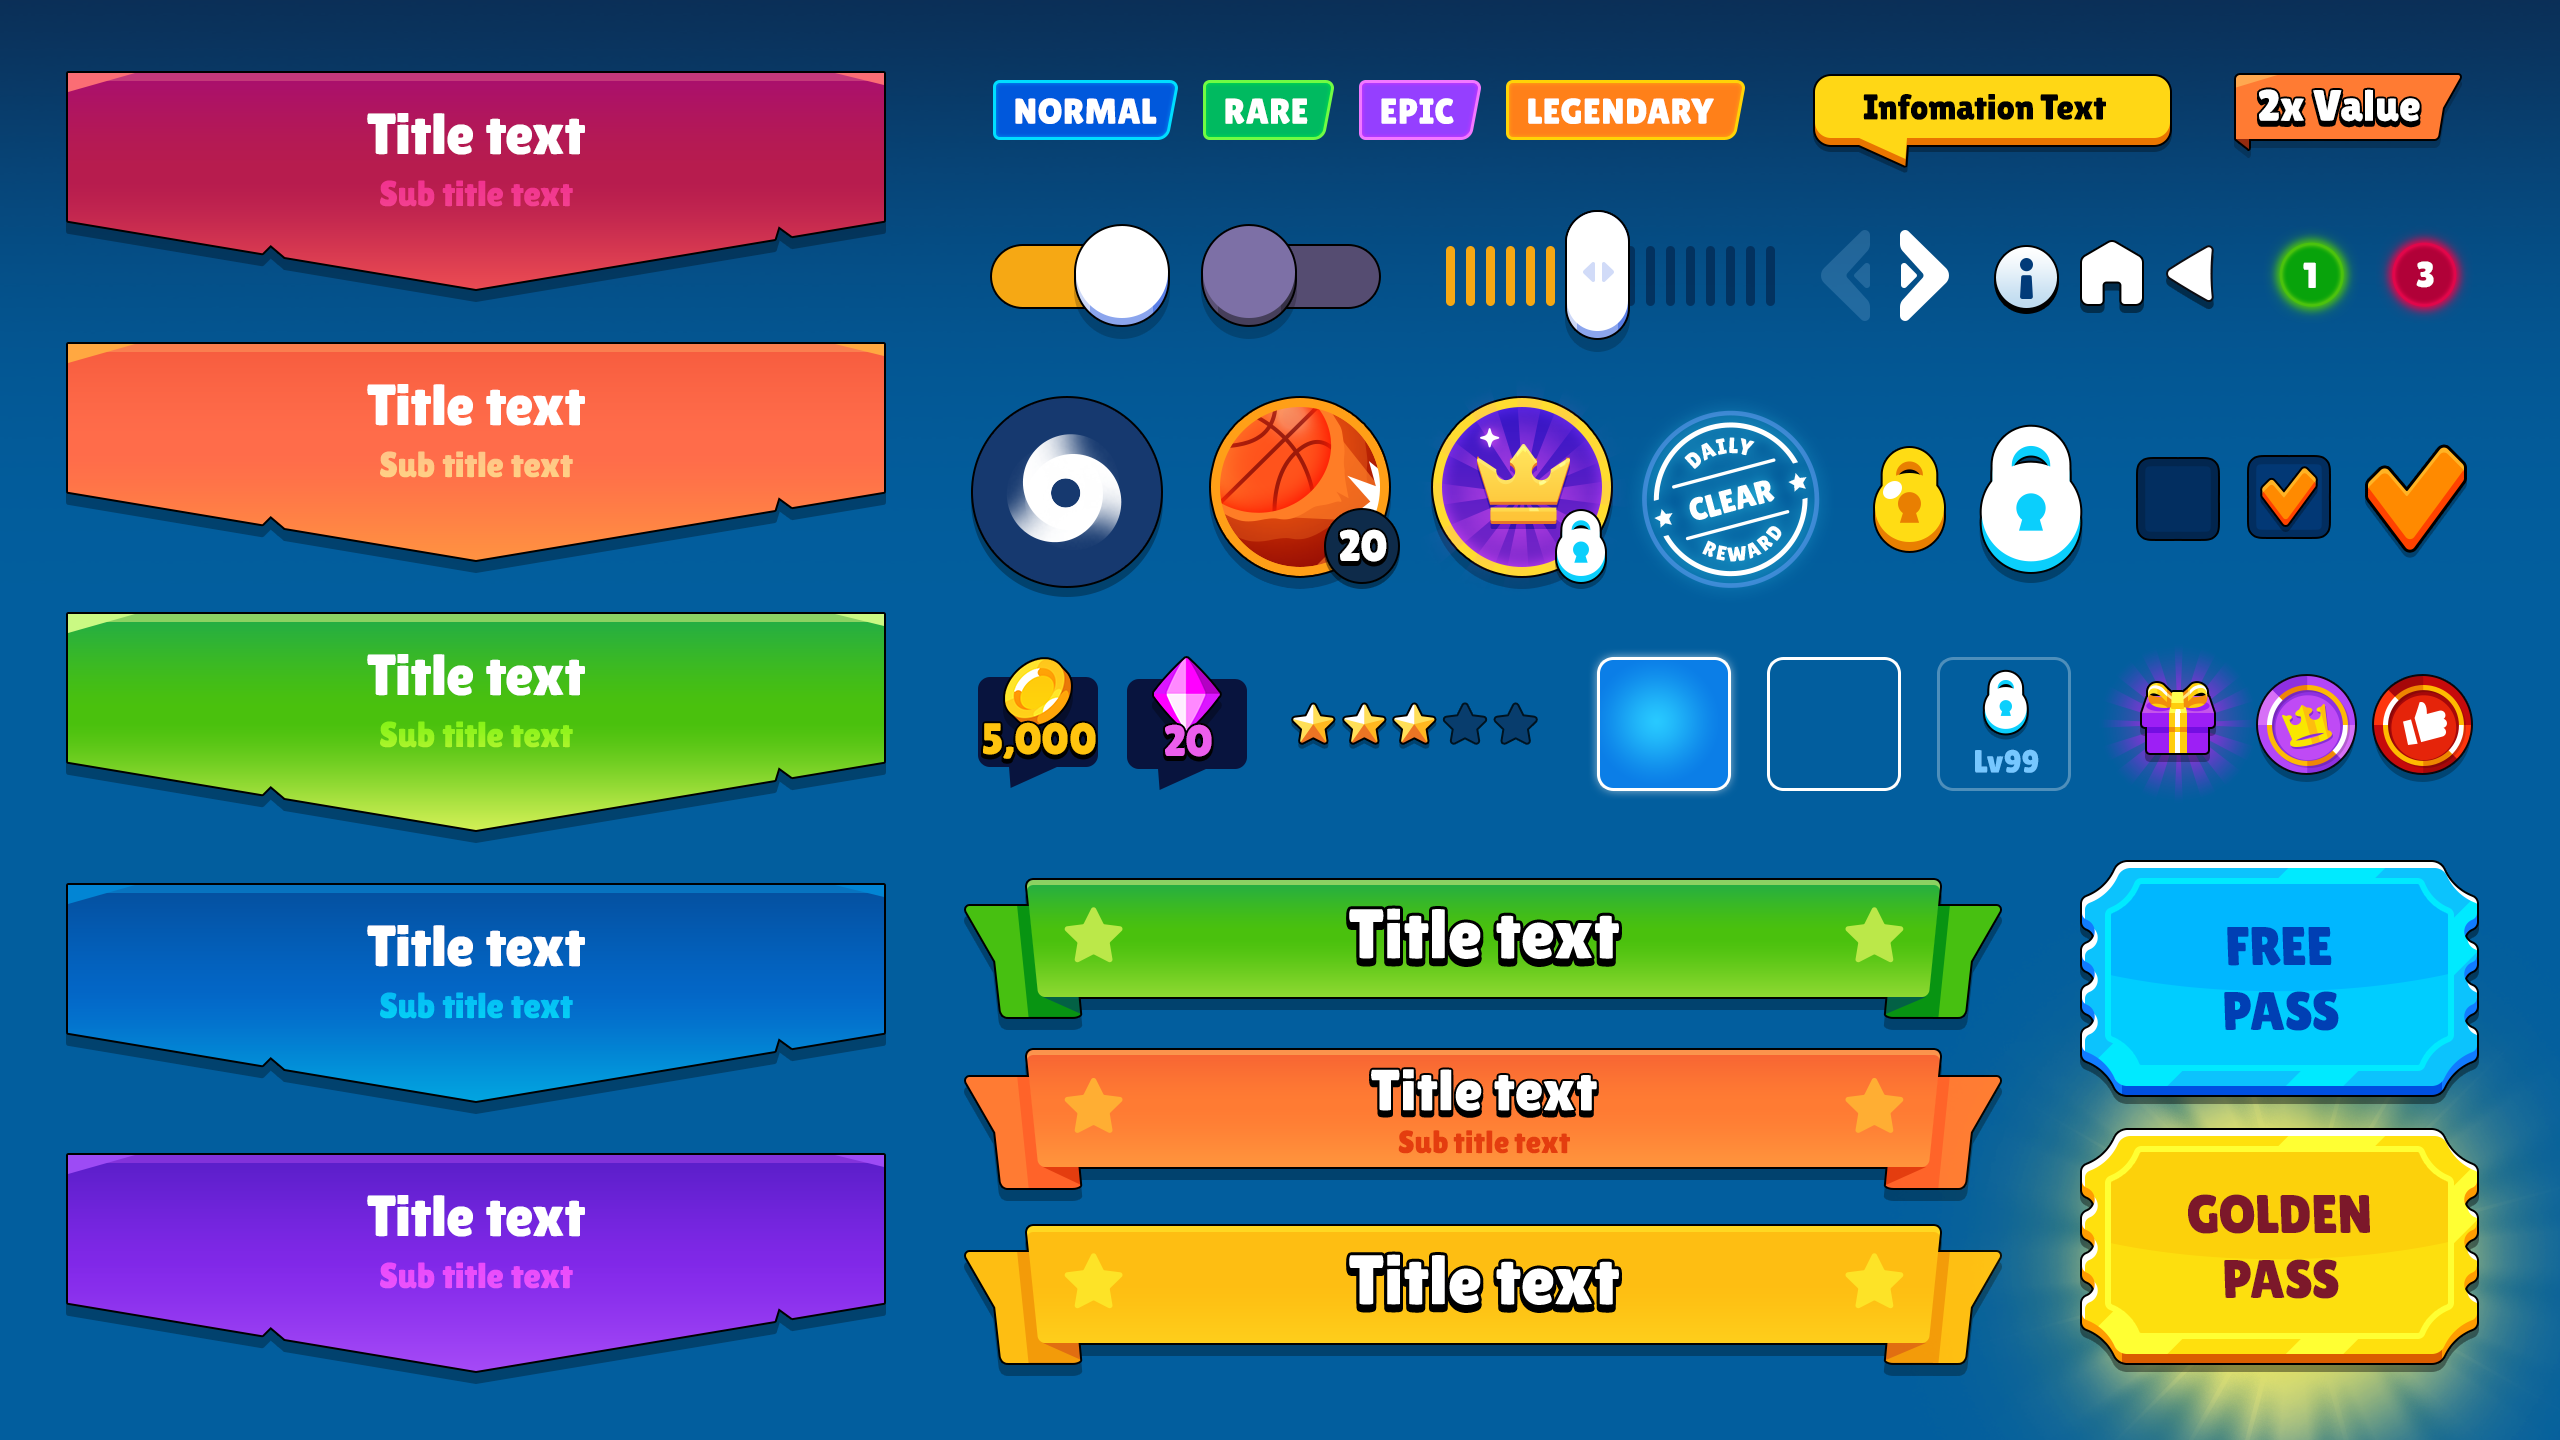 Title text
Sub title text
Title text
Sub title text
Title text
Sub title text
Title text
Sub title text
Title text
Sub title text
NORMAL
RARE
EPIC
LEGENDARY
Infomation Text
2x Value
1
3
20
DAILY
CLEAR
REWARD
5,000
20
Lv99
Title text
Title text
Sub title text
Title text
FREE
PASS
GOLDEN
PASS